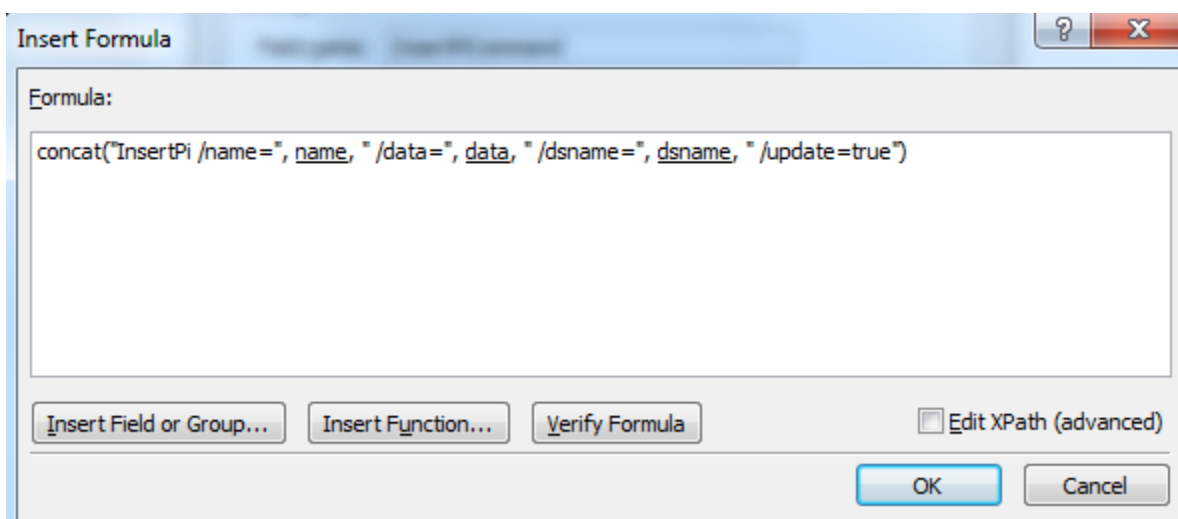 Insert Formula
Formula:
concat("InsertPi /name=", name, " /data=", data, " /dsname=", dsname, " /update=true")
Insert Field or Group... Insert Function... Verify Formula Edit XPath (advanced)
OK Cancel